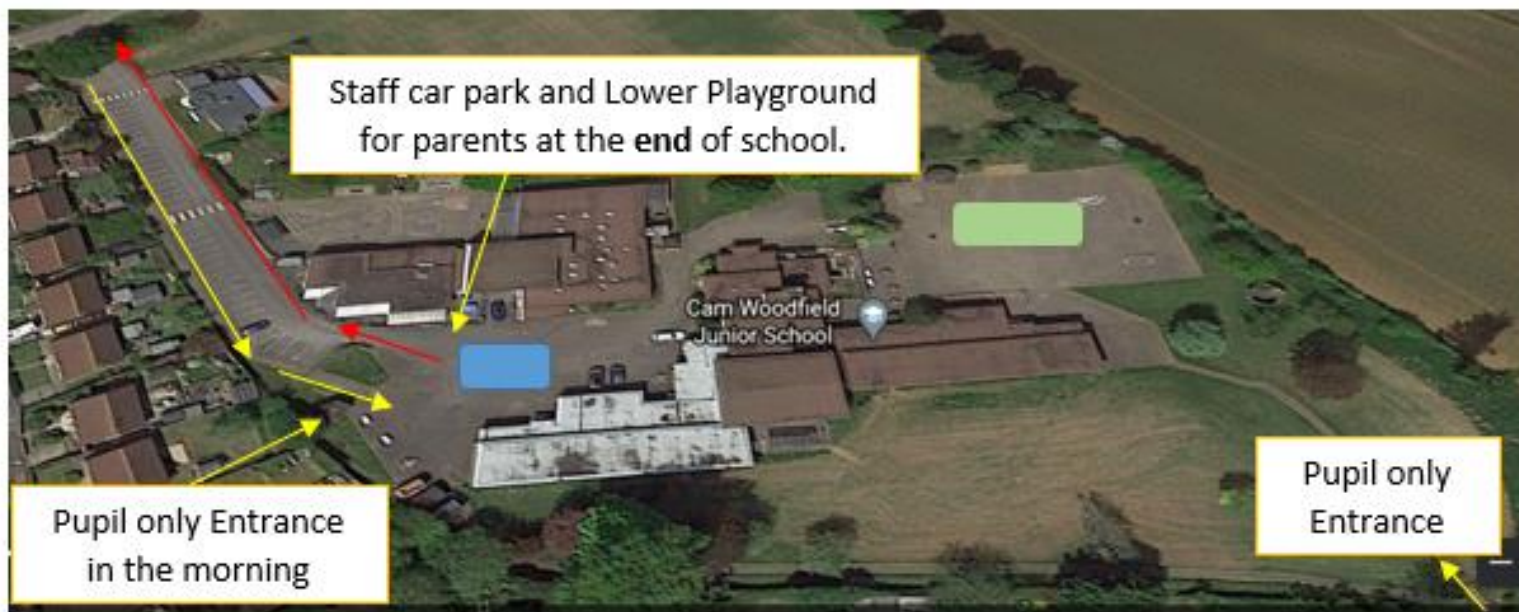 Staff car park and Lower Playground
for parents at the end of school.
Cam Woodfield
Junior School
Pupil only Entrance
in the morning
Pupil only
Entrance